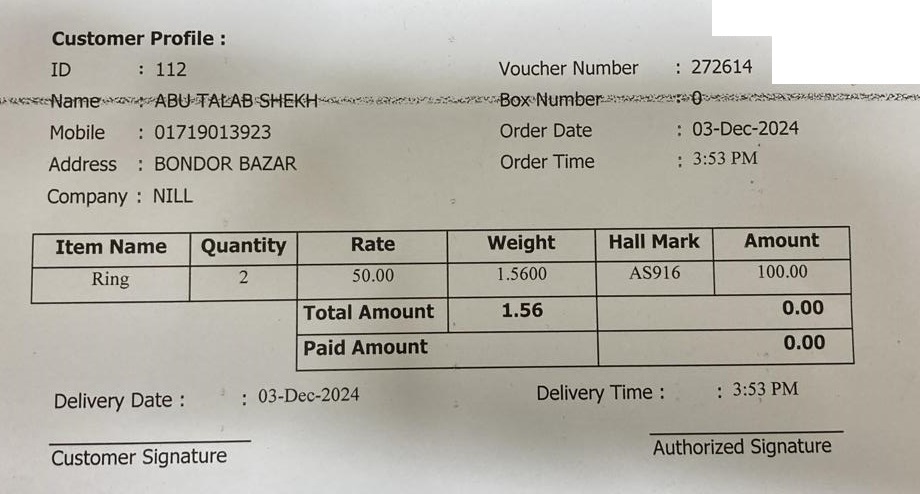 Customer Profile :
ID : 112 Voucher Number : 272614
Name : ABU TALAB SHEKH Box Number : 0
Mobile : 01719013923 Order Date : 03-Dec-2024
Address : BONDOR BAZAR Order Time : 3:53 PM
Company : NILL
Item Name Quantity Rate Weight Hall Mark Amount
Ring 2 50.00 1.5600 AS916 100.00
Total Amount 1.56 0.00
Paid Amount 0.00
Delivery Date : : 03-Dec-2024 Delivery Time : : 3:53 PM
Customer Signature Authorized Signature